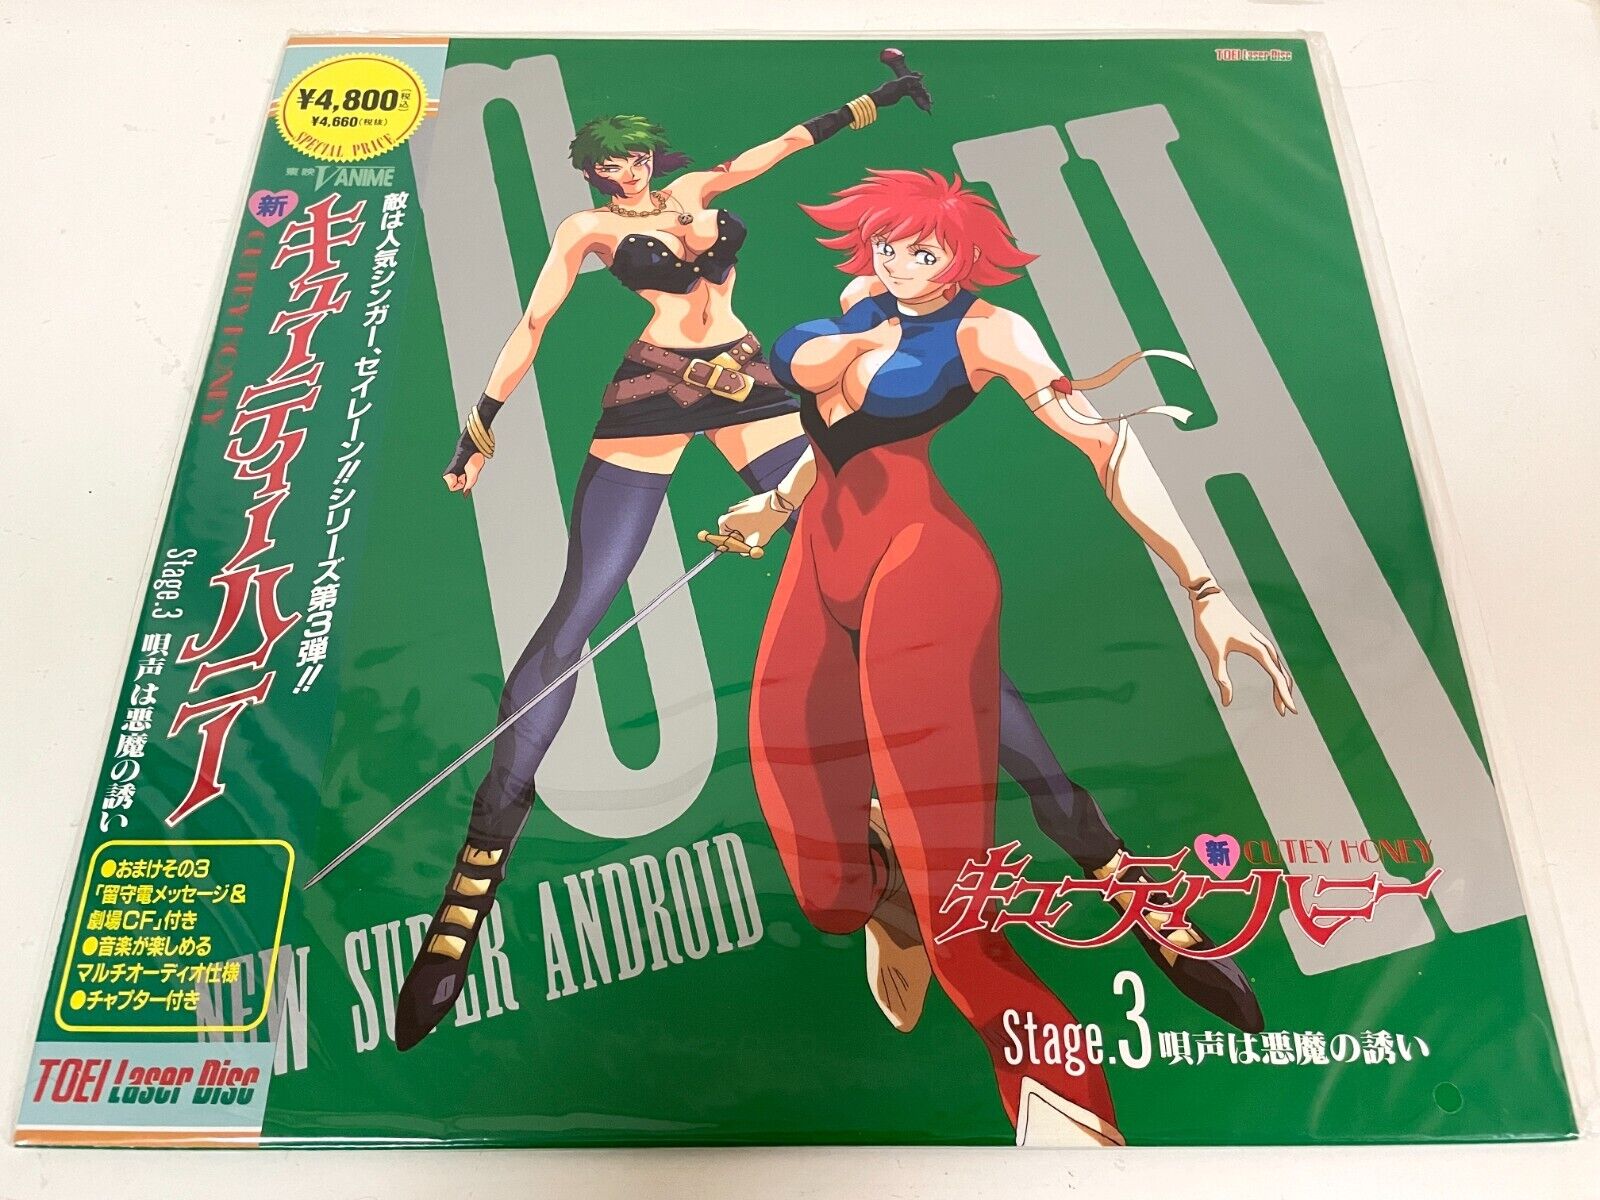 ¥4,800(税込)
¥4,660(税抜)
SPECIAL PRICE
東映 V ANIME
新
CUTEY HONEY
キューティーハニー
Stage.3 唄声は悪魔の誘い
敵は人気シンガー、セイレーン!!シリーズ第3弾!!
●おまけその3
「留守電メッセージ&
劇場CF」付き
●音楽が楽しめる
マルチオーディオ仕様
●チャプター付き
TOEI Laser Disc
TOEI Laser Disc
NEW SUPER ANDROID
新 CUTEY HONEY
キューティーハニー
Stage.3 唄声は悪魔の誘い